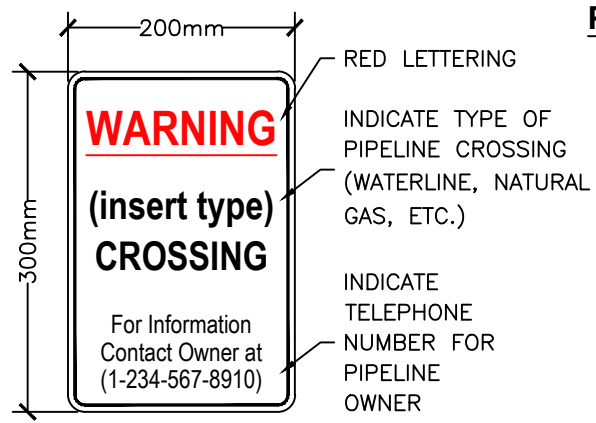 200mm
300mm
WARNING
(insert type)
CROSSING
For Information
Contact Owner at
(1-234-567-8910)
RED LETTERING
INDICATE TYPE OF
PIPELINE CROSSING
(WATERLINE, NATURAL
GAS, ETC.)
INDICATE
TELEPHONE
NUMBER FOR
PIPELINE
OWNER